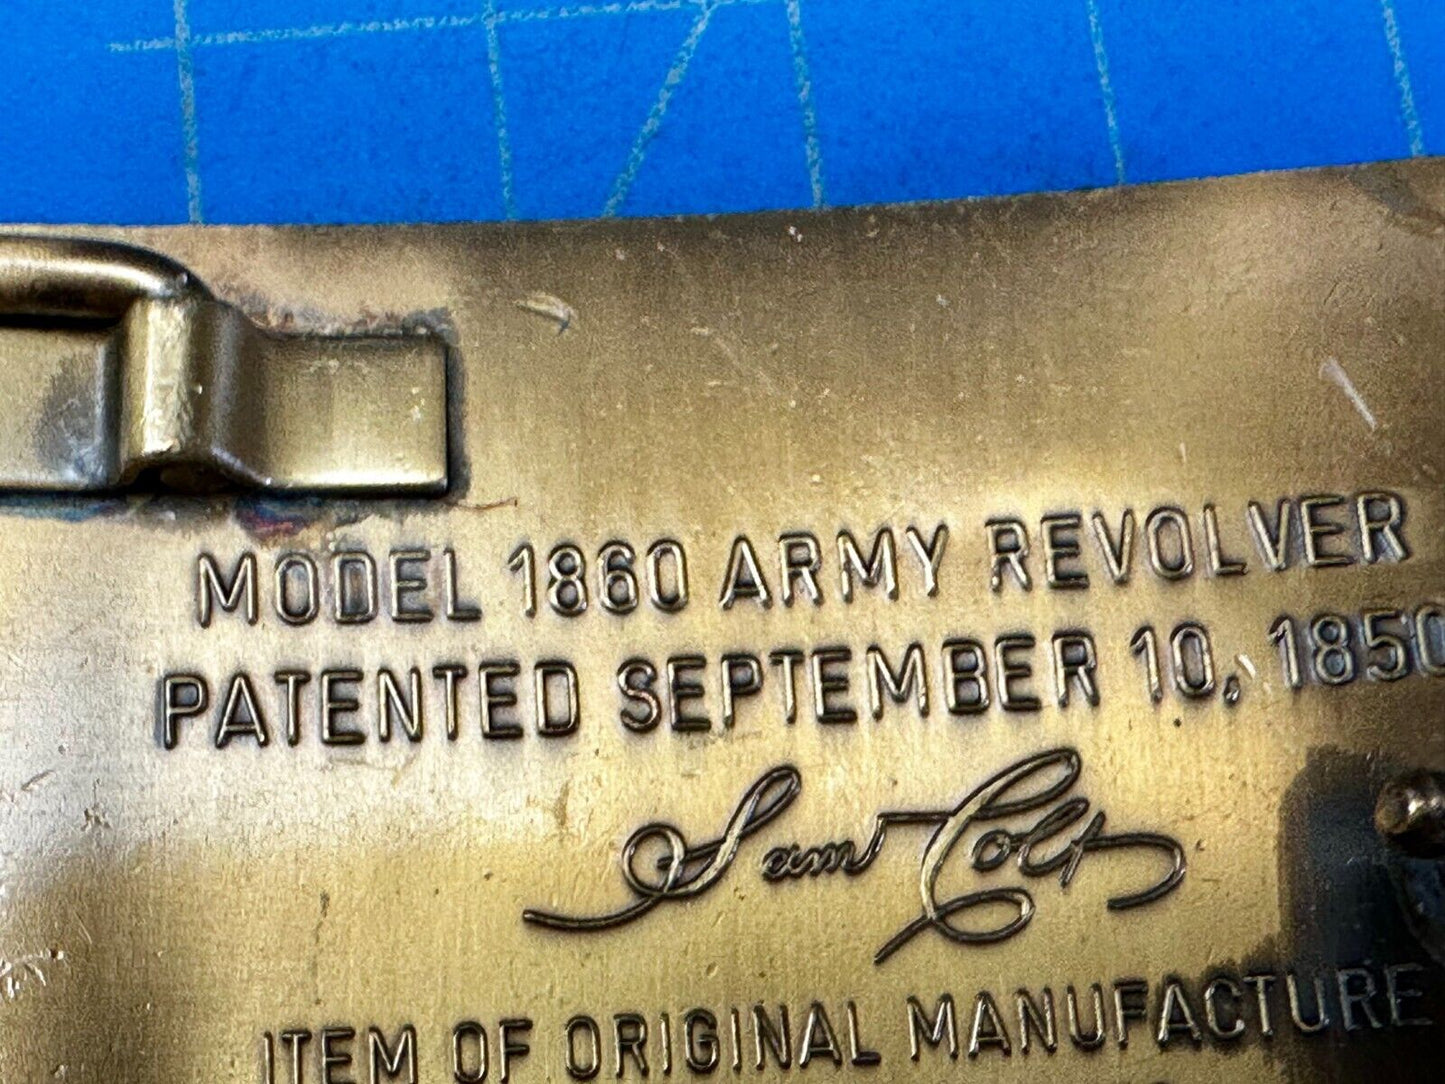 MODEL 1860 ARMY REVOLVER
PATENTED SEPTEMBER 10, 1850
Sam Colt
ITEM OF ORIGINAL MANUFACTURE